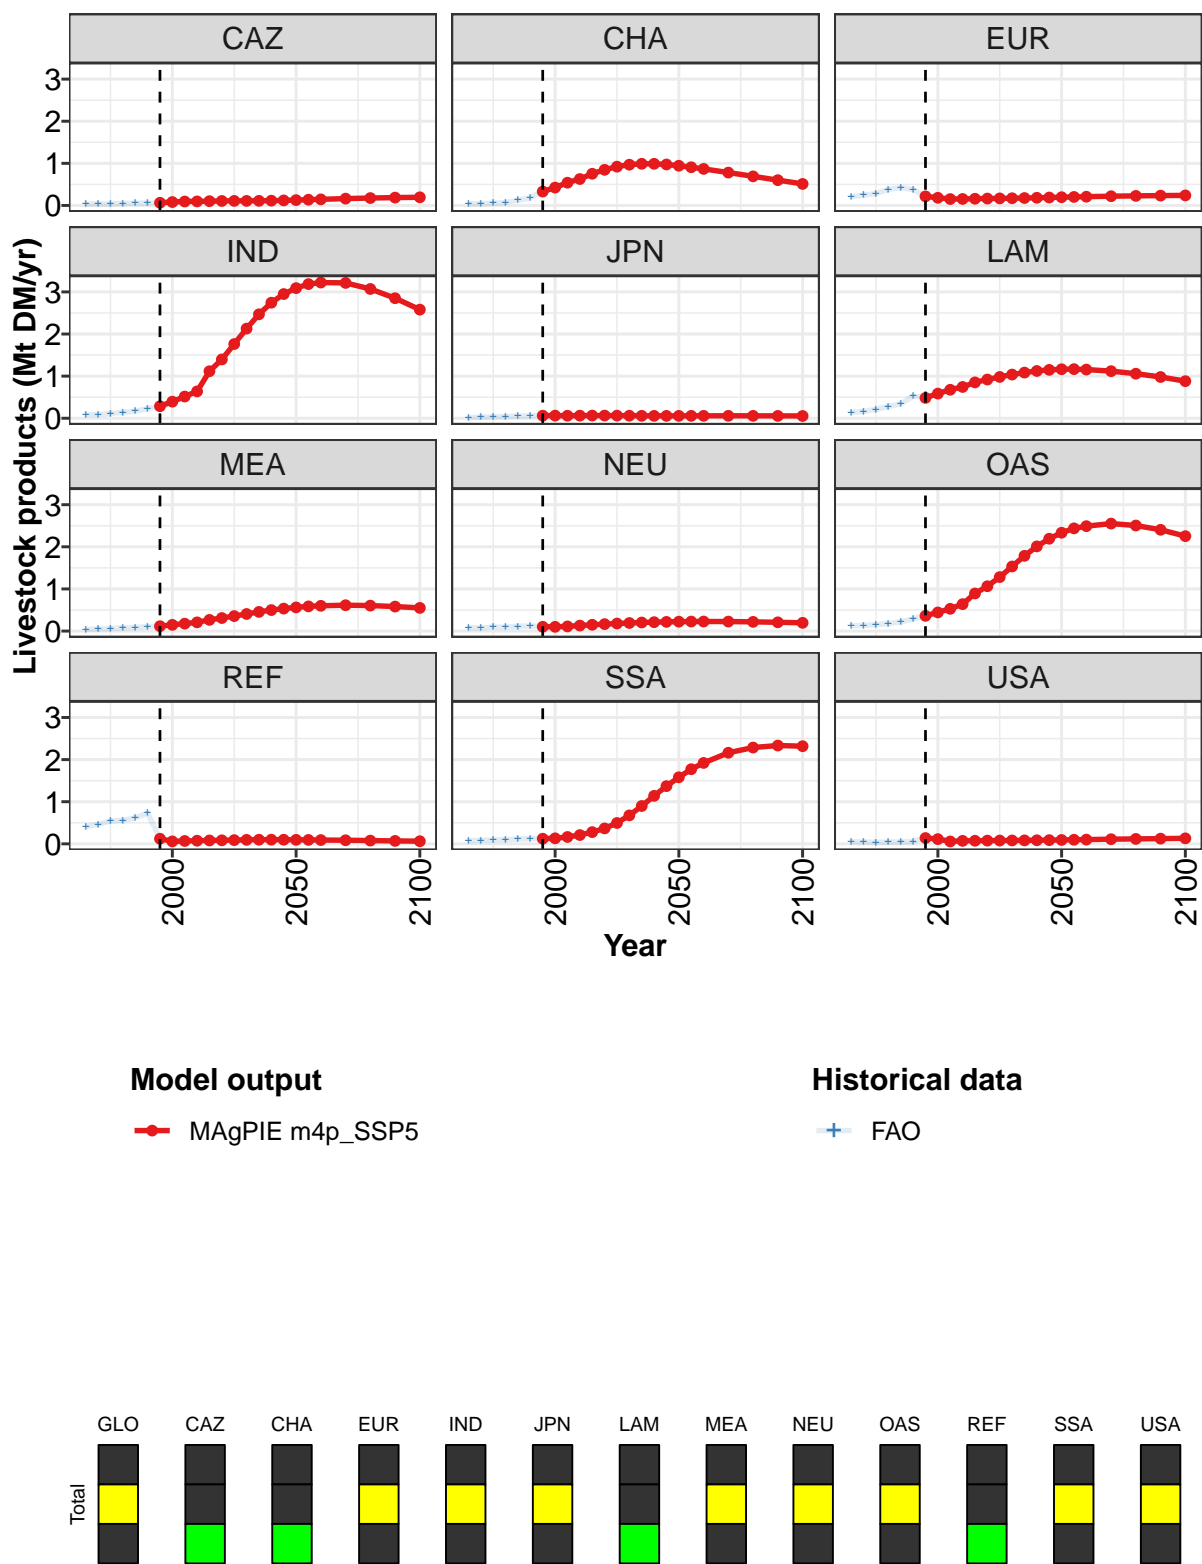 CAZ CHA EUR
3
2
1
0
IND JPN LAM
3
2
1
0
MEA NEU OAS
3
2
1
0
REF SSA USA
3
2
1
0
2000 2050 2100 2000 2050 2100 2000 2050 2100
Year
Livestock products (Mt DM/yr)
Model output Historical data
MAgPIE m4p_SSP5 FAO
GLO CAZ CHA EUR IND JPN LAM MEA NEU OAS REF SSA USA
Total